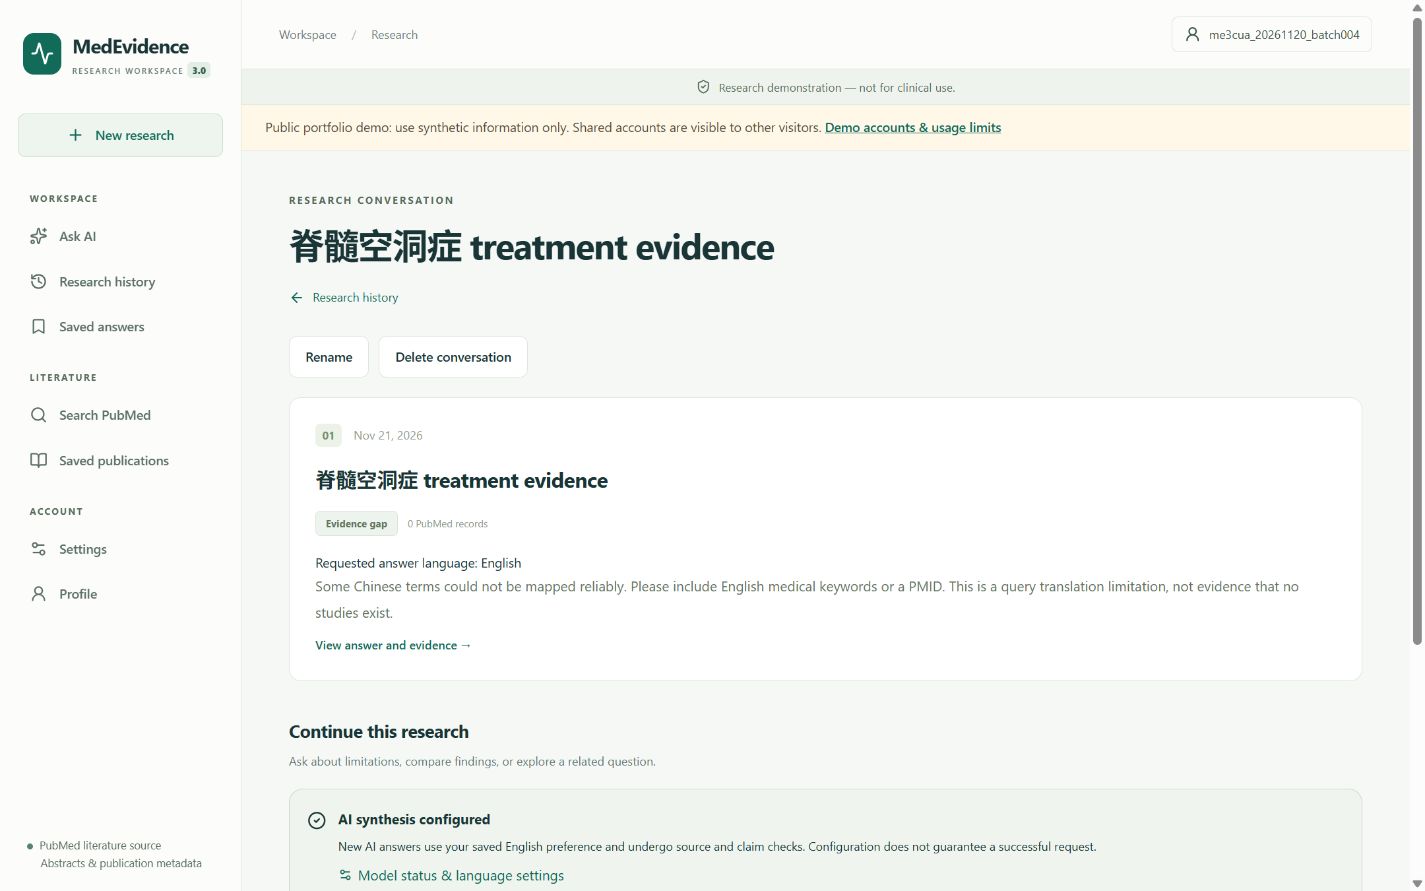 MedEvidence
RESEARCH WORKSPACE 3.0
New research
WORKSPACE
Ask AI
Research history
Saved answers
LITERATURE
Search PubMed
Saved publications
ACCOUNT
Settings
Profile
PubMed literature source
Abstracts & publication metadata
Workspace / Research
me3cua_20261120_batch004
Research demonstration — not for clinical use.
Public portfolio demo: use synthetic information only. Shared accounts are visible to other visitors. Demo accounts & usage limits
RESEARCH CONVERSATION
脊髓空洞症 treatment evidence
← Research history
Rename
Delete conversation
01 Nov 21, 2026
脊髓空洞症 treatment evidence
Evidence gap 0 PubMed records
Requested answer language: English
Some Chinese terms could not be mapped reliably. Please include English medical keywords or a PMID. This is a query translation limitation, not evidence that no
studies exist.
View answer and evidence →
Continue this research
Ask about limitations, compare findings, or explore a related question.
AI synthesis configured
New AI answers use your saved English preference and undergo source and claim checks. Configuration does not guarantee a successful request.
Model status & language settings